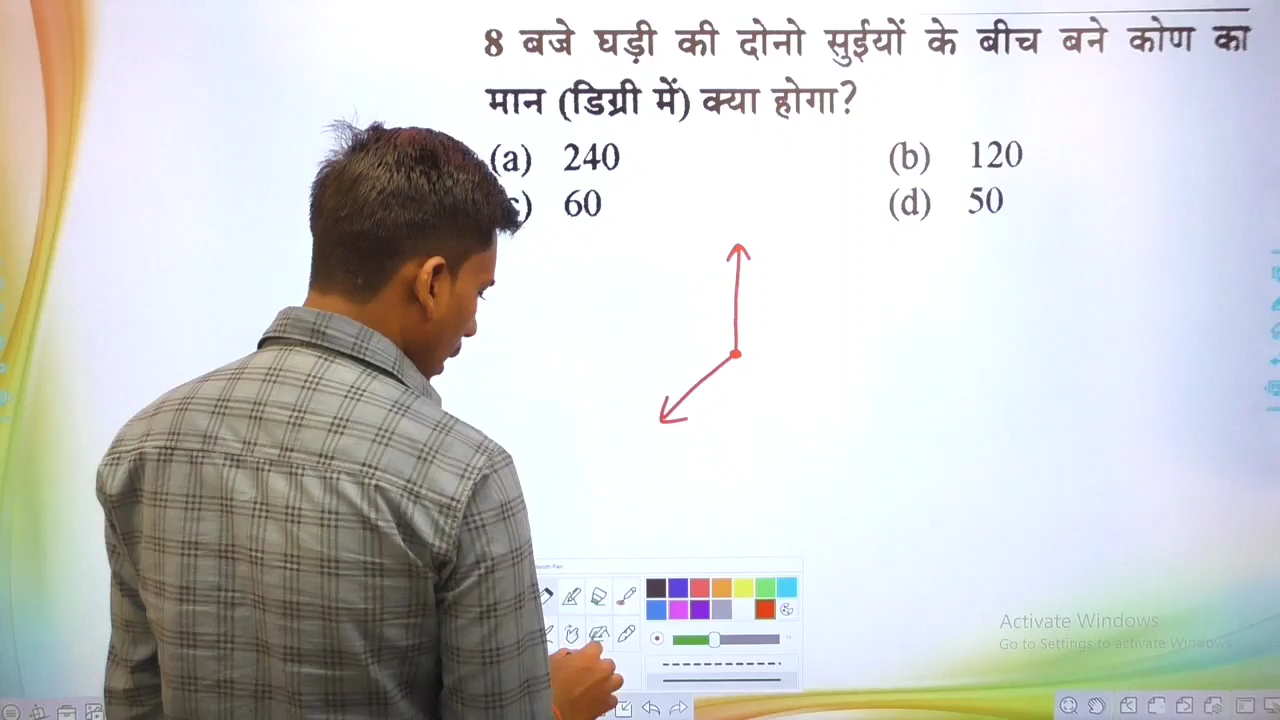 8 बजे घड़ी की दोनो सुईयों के बीच बने कोण का
मान (डिग्री में) क्या होगा?
(a) 240 (b) 120
c) 60 (d) 50
Activate Windows
Go to Settings to activate Windows.